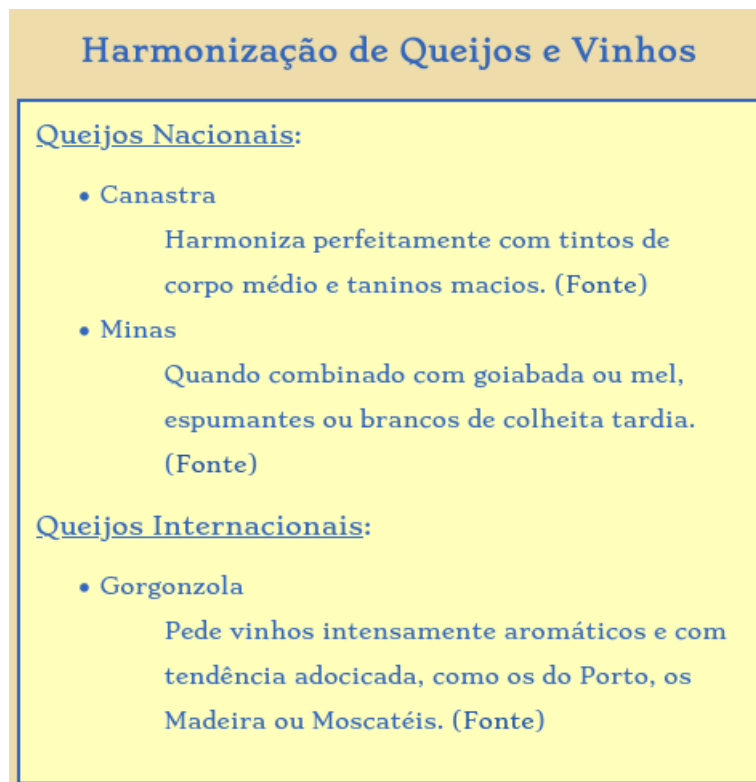 Harmonização de Queijos e Vinhos
Queijos Nacionais:
• Canastra
Harmoniza perfeitamente com tintos de
corpo médio e taninos macios. (Fonte)
• Minas
Quando combinado com goiabada ou mel,
espumantes ou brancos de colheita tardia.
(Fonte)
Queijos Internacionais:
• Gorgonzola
Pede vinhos intensamente aromáticos e com
tendência adocicada, como os do Porto, os
Madeira ou Moscatéis. (Fonte)